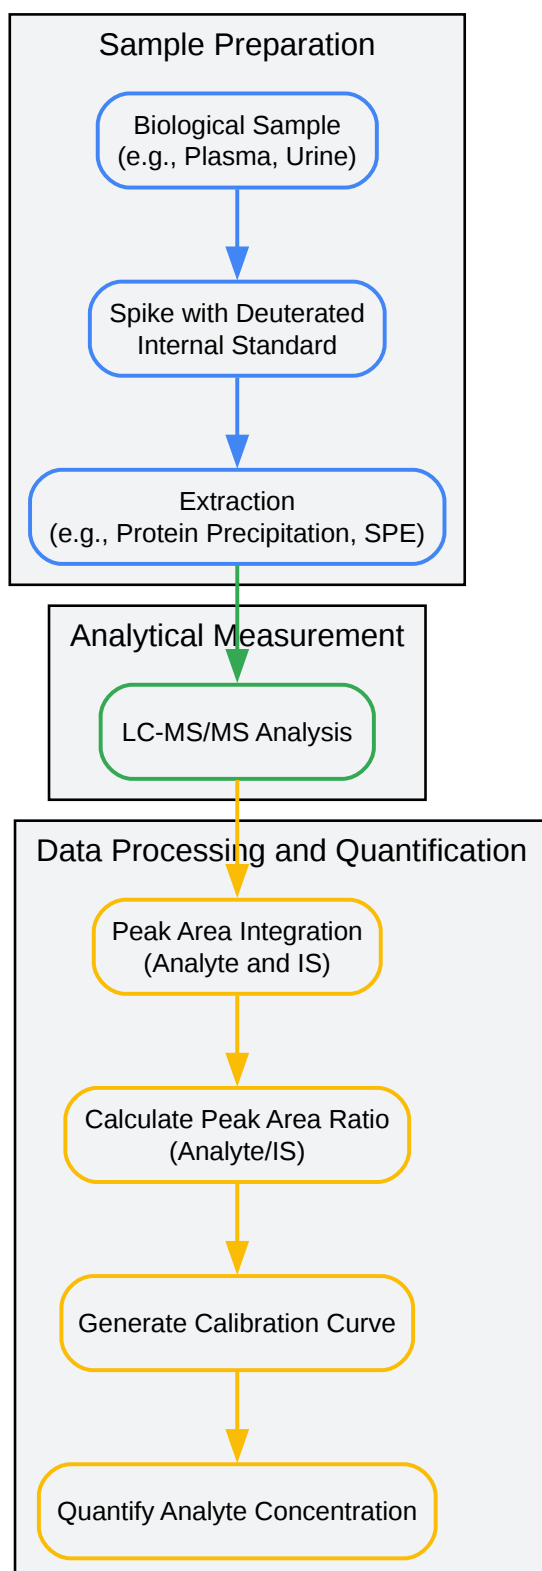 Sample Preparation
Biological Sample
(e.g., Plasma, Urine)
Spike with Deuterated
Internal Standard
Extraction
(e.g., Protein Precipitation, SPE)
Analytical Measurement
LC-MS/MS Analysis
Data Processing and Quantification
Peak Area Integration
(Analyte and IS)
Calculate Peak Area Ratio
(Analyte/IS)
Generate Calibration Curve
Quantify Analyte Concentration